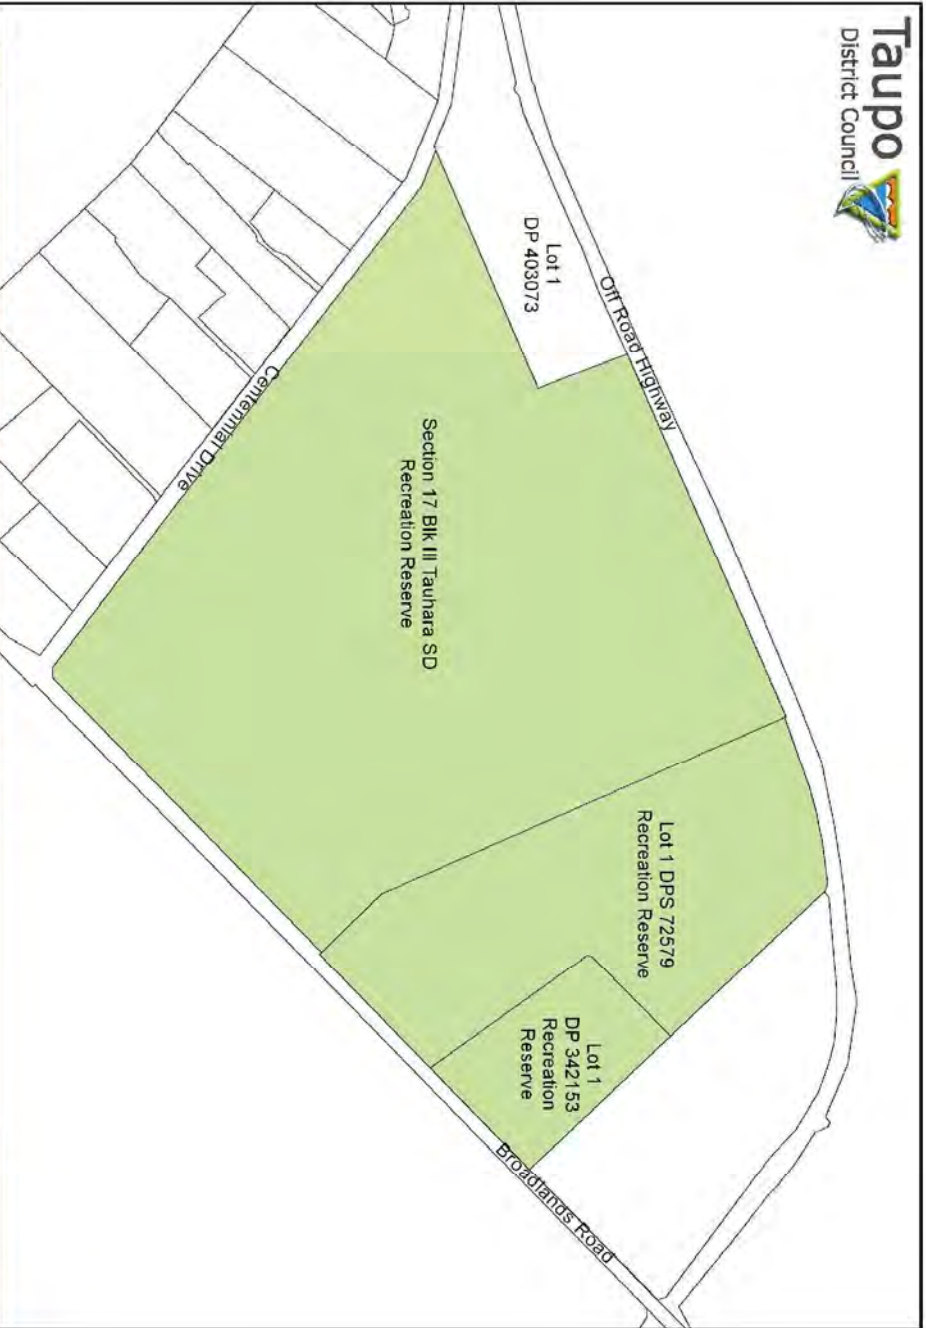 Taupo
District Council
Off Road Highway
Lot 1
DP 403073
Lot 1 DPS 72579
Recreation Reserve
Section 17 Blk III Tauhara SD
Recreation Reserve
Lot 1
DP 342153
Recreation
Reserve
Centennial Drive
Broadlands Road